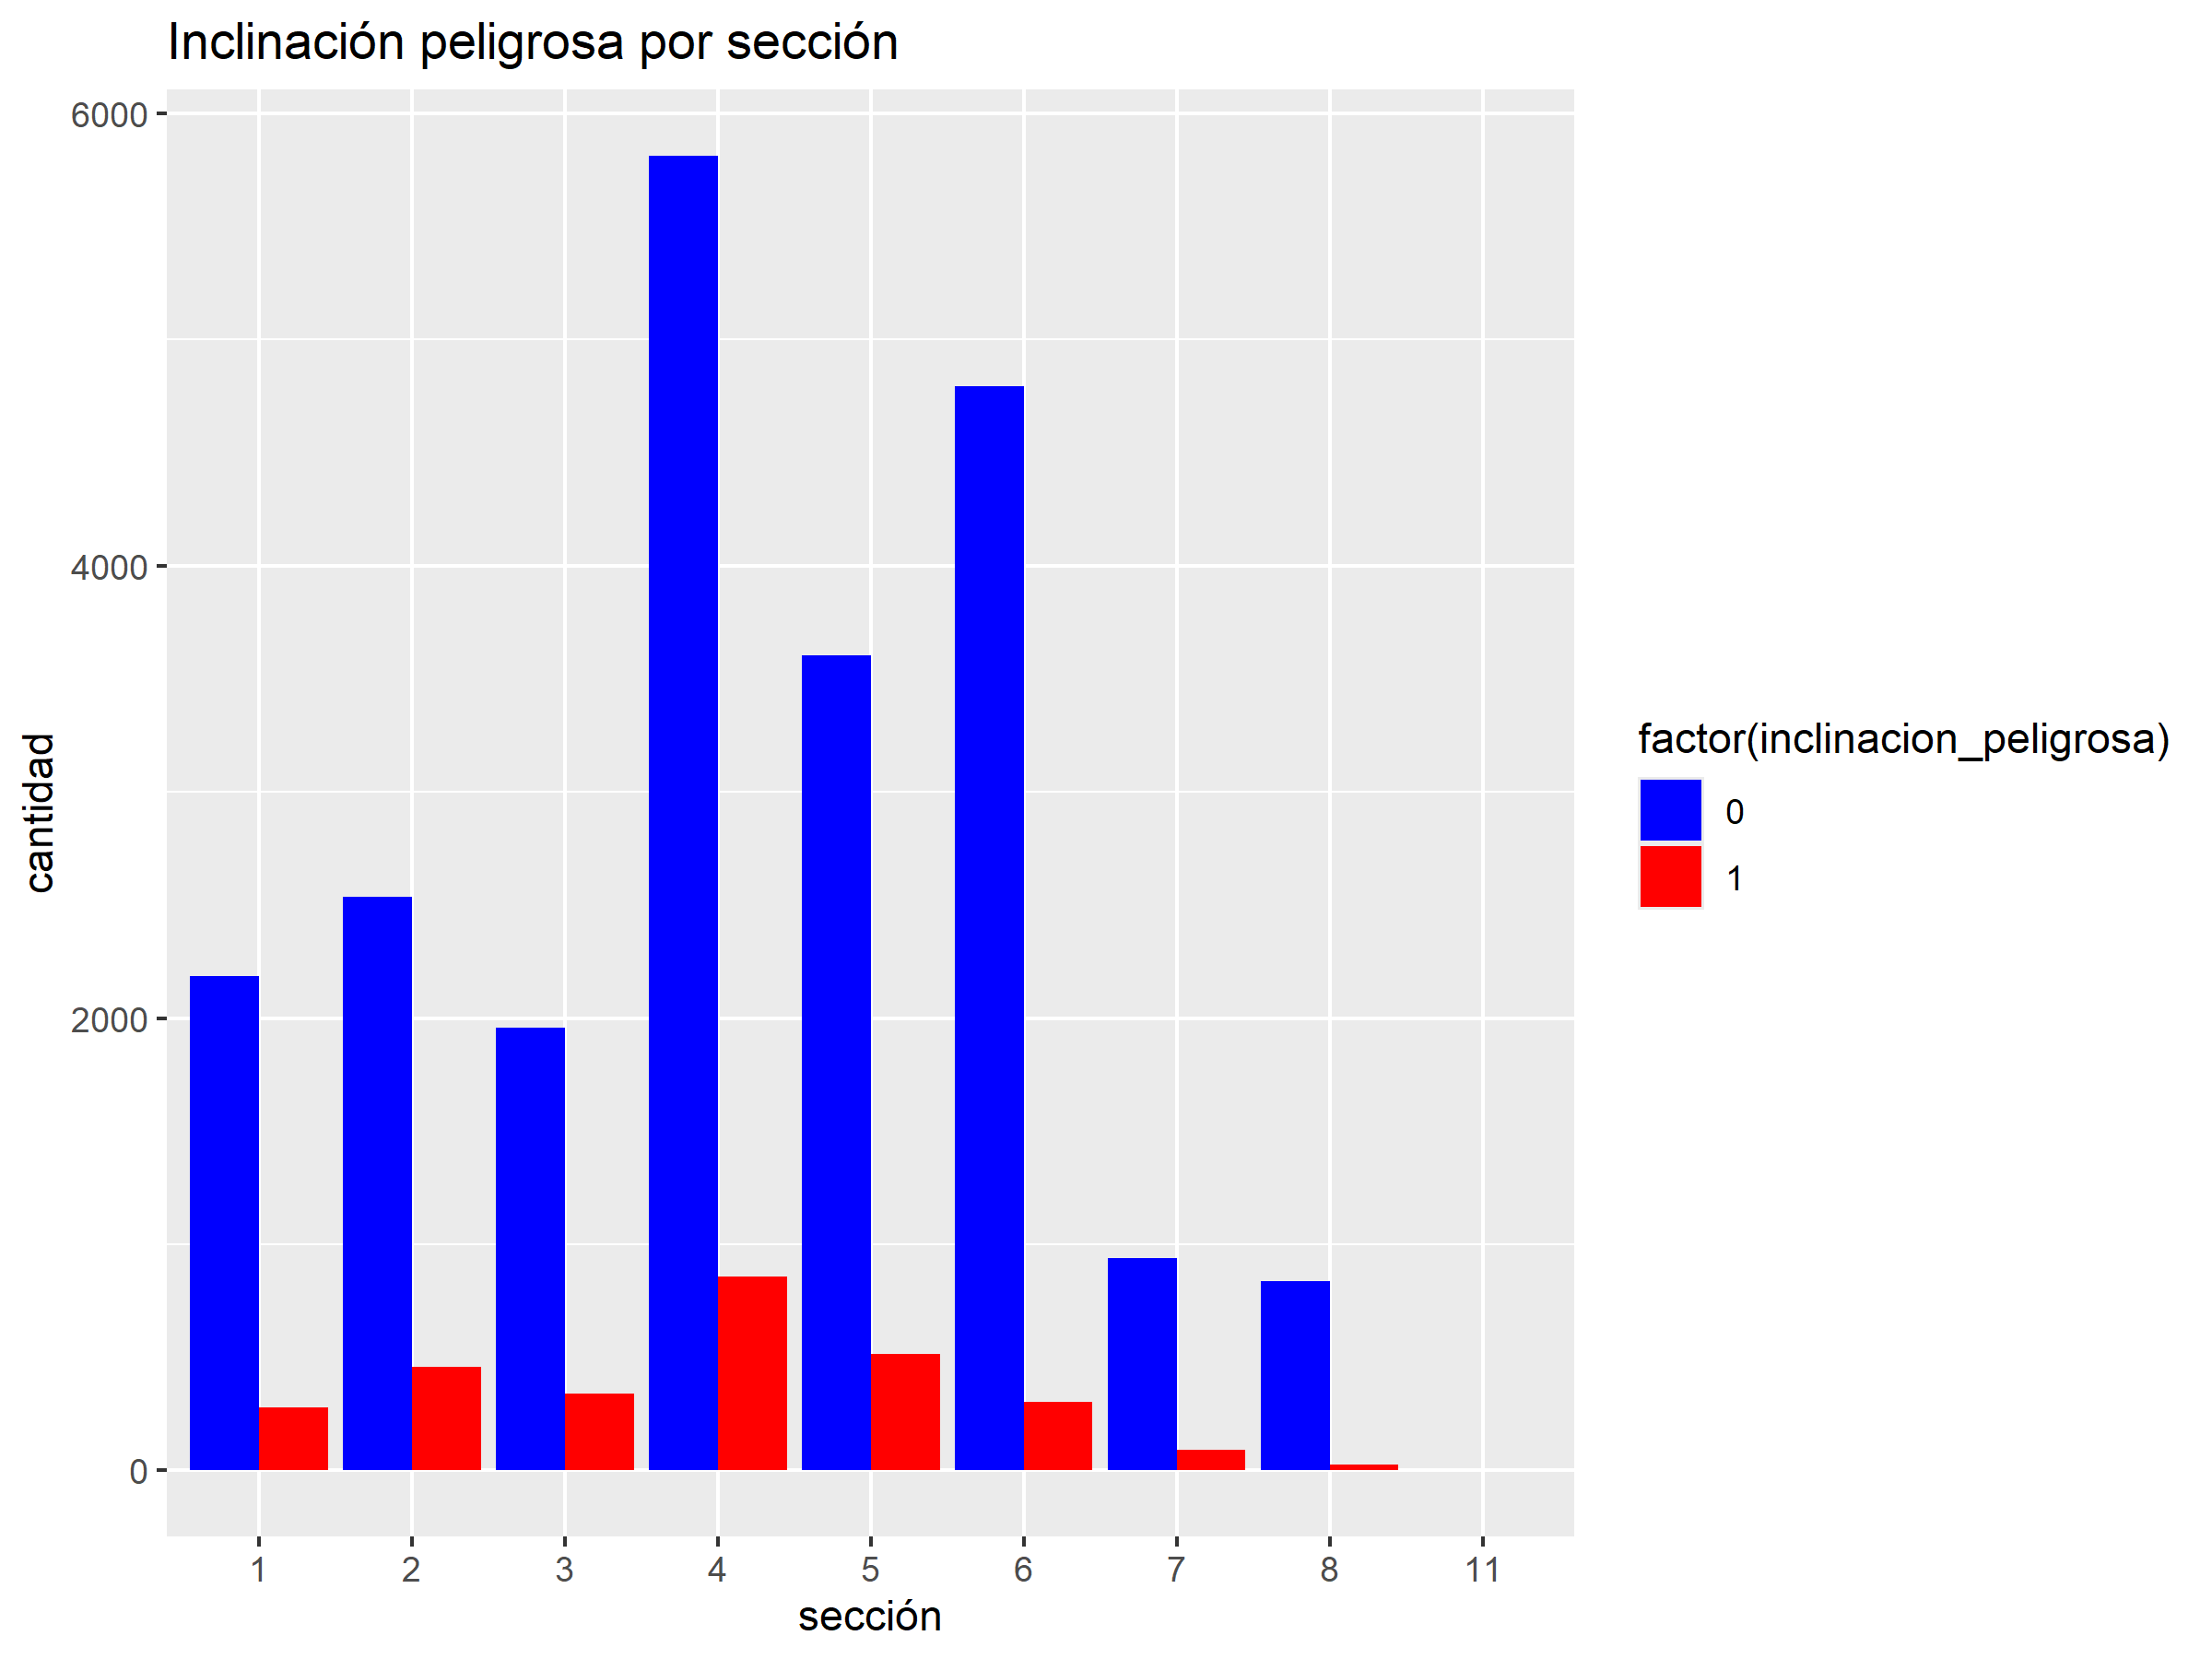 Inclinación peligrosa por sección
6000
4000
2000
0
cantidad
1 2 3 4 5 6 7 8 11
sección
factor(inclinacion_peligrosa)
0
1